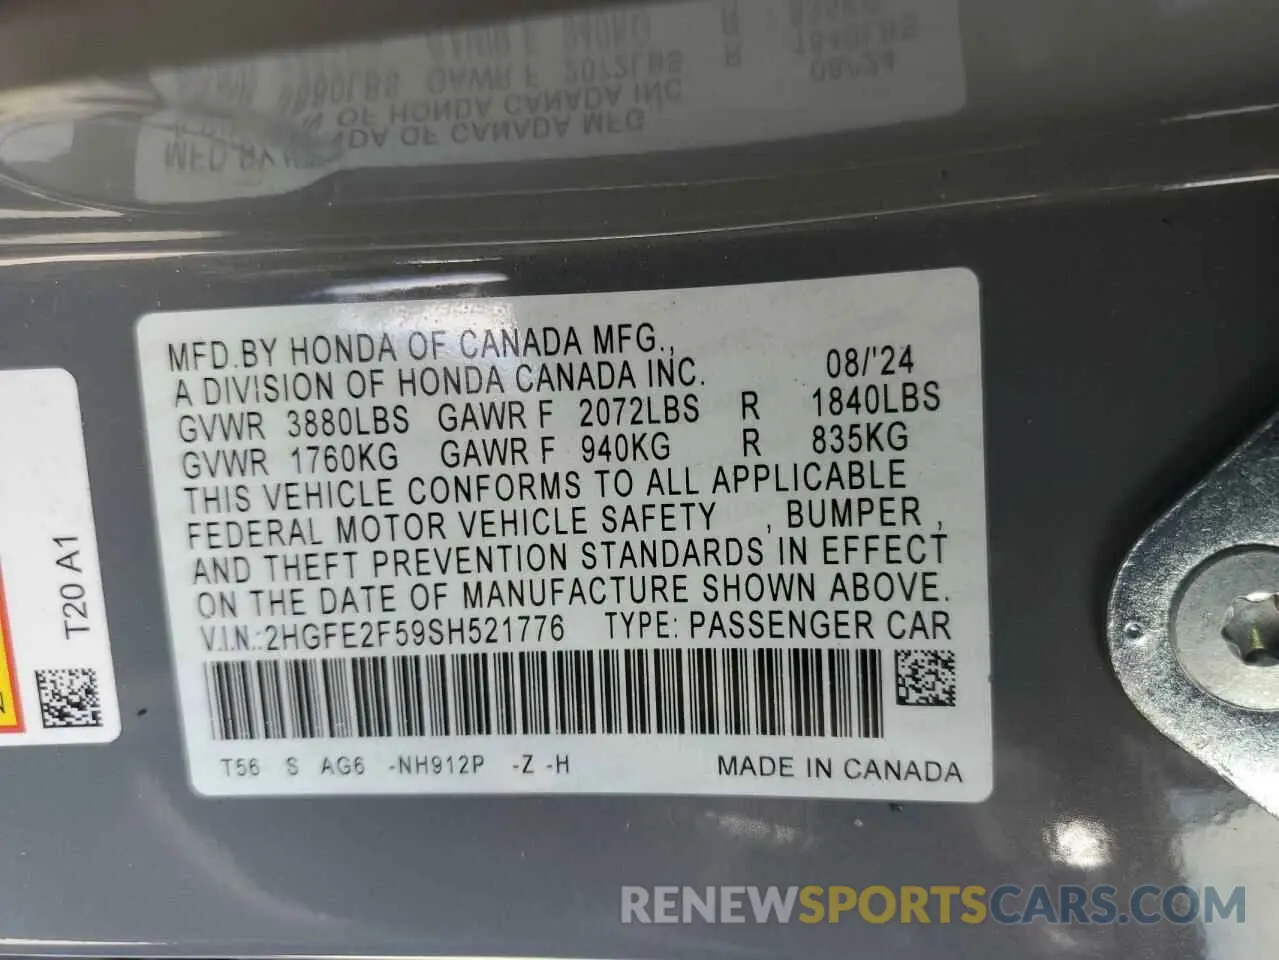 MFD.BY HONDA OF CANADA MFG.,
A DIVISION OF HONDA CANADA INC. 08/'24
GVWR 3880LBS GAWR F 2072LBS R 1840LBS
GVWR 1760KG GAWR F 940KG R 835KG
THIS VEHICLE CONFORMS TO ALL APPLICABLE
FEDERAL MOTOR VEHICLE SAFETY , BUMPER ,
AND THEFT PREVENTION STANDARDS IN EFFECT
ON THE DATE OF MANUFACTURE SHOWN ABOVE.
V.I.N.:2HGFE2F59SH521776 TYPE: PASSENGER CAR
T56 S AG6 -NH912P -Z -H MADE IN CANADA
T20 A1
RENEWSPORTSCARS.COM